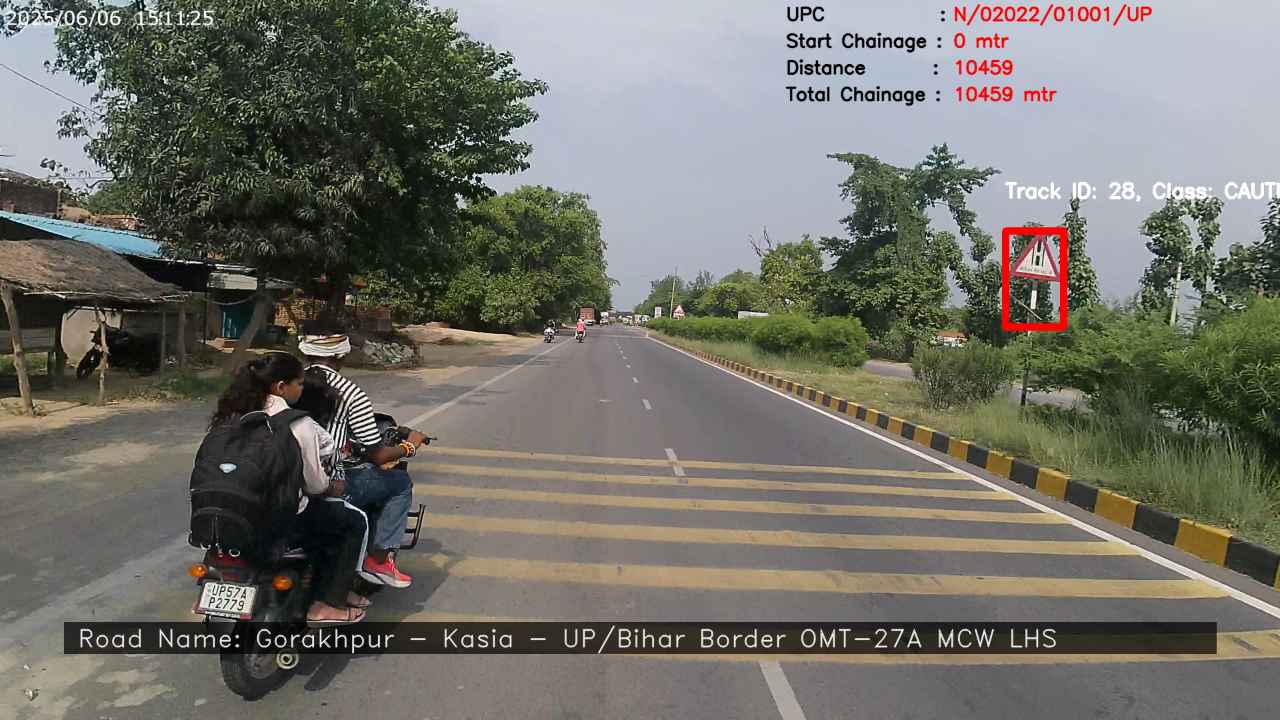 2025/06/06 15:11:25
UPC : N/02022/01001/UP
Start Chainage : 0 mtr
Distance : 10459
Total Chainage : 10459 mtr
Track ID: 28, Class: CAUT
UP57A
P2779
Road Name: Gorakhpur - Kasia - UP/Bihar Border OMT-27A MCW LHS